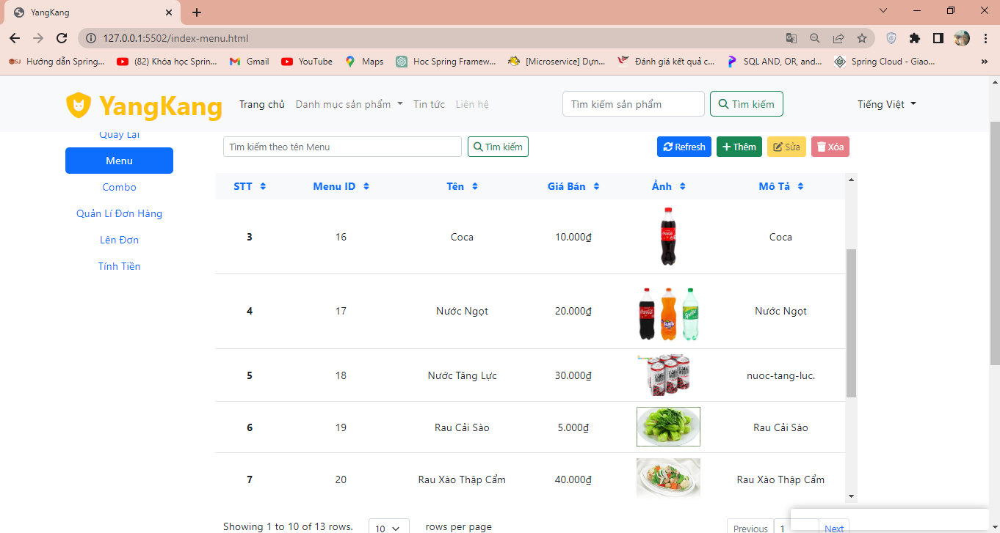 YangKang
127.0.0.1:5502/index-menu.html
Hướng dẫn Spring... (82) Khóa học Sprin... Gmail YouTube Maps Hoc Spring Framew... [Microservice] Dựn... Đánh giá kết quả c... SQL AND, OR, and... Spring Cloud - Giao... »
YangKang Trang chủ Danh mục sản phẩm Tin tức Liên hệ Tìm kiếm sản phẩm Tìm kiếm Tiếng Việt
Quay Lại
Menu
Combo
Quản Lí Đơn Hàng
Lên Đơn
Tính Tiền
Tìm kiếm theo tên Menu Tìm kiếm Refresh Thêm Sửa Xóa
STT Menu ID Tên Giá Bán Ảnh Mô Tả
3 16 Coca 10.000₫ Coca
4 17 Nước Ngọt 20.000₫ Nước Ngọt
5 18 Nước Tăng Lực 30.000₫ nuoc-tang-luc.
6 19 Rau Cải Sào 5.000₫ Rau Cải Sào
7 20 Rau Xào Thập Cẩm 40.000₫ Rau Xào Thập Cẩm
Showing 1 to 10 of 13 rows. 10 rows per page Previous 1 Next